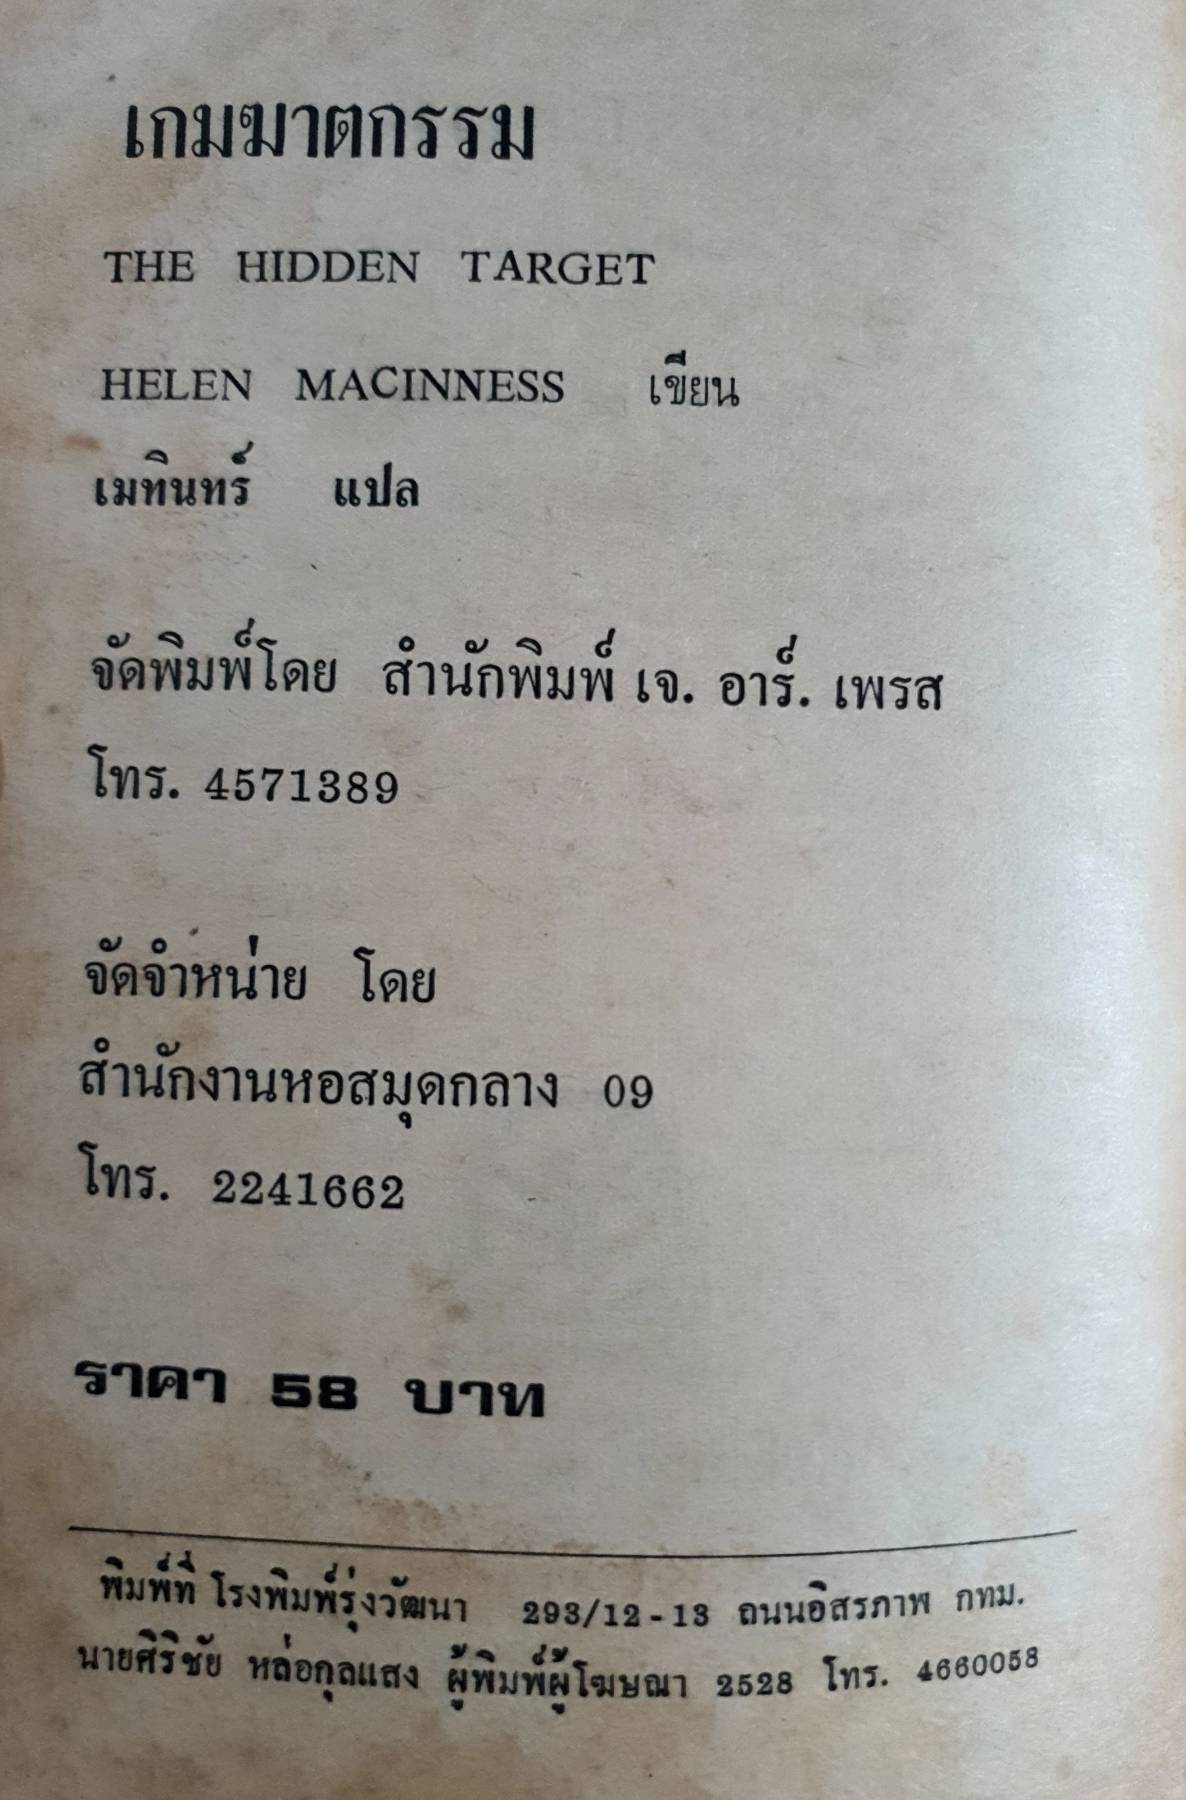 เกมฆาตกรรม
THE HIDDEN TARGET
HELEN MACINNESS เขียน
เมทินทร์ แปล
จัดพิมพ์โดย สำนักพิมพ์ เจ. อาร์. เพรส
โทร. 4571389
จัดจำหน่าย โดย
สำนักงานหอสมุดกลาง 09
โทร. 2241662
ราคา 58 บาท
พิมพ์ที่ โรงพิมพ์รุ่งวัฒนา 293/12-13 ถนนอิสรภาพ กทม.
นายศิริชัย หล่อกุลแสง ผู้พิมพ์ผู้โฆษณา 2528 โทร. 4660058